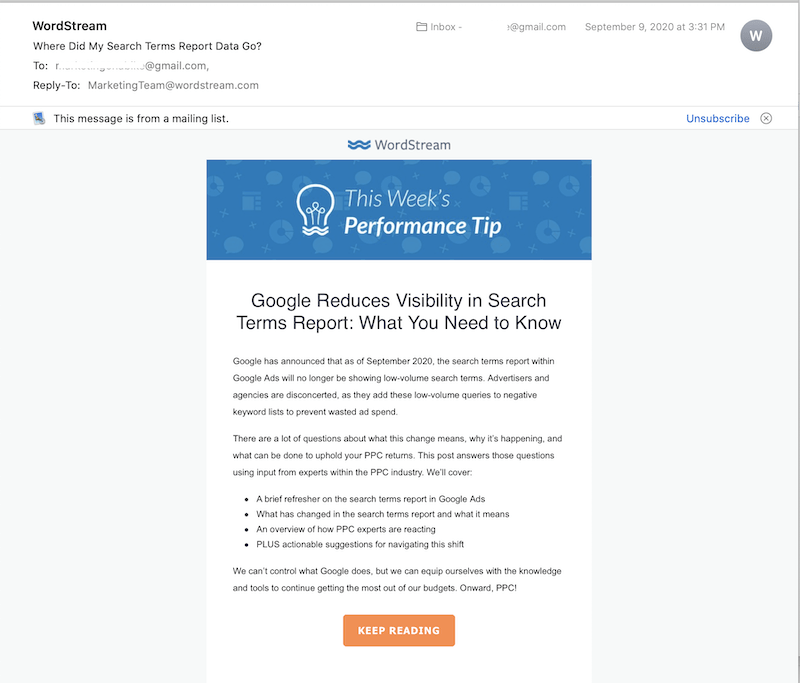 WordStream
Inbox -
@gmail.com
September 9, 2020 at 3:31 PM
W
Where Did My Search Terms Report Data Go?
To: @gmail.com,
Reply-To: MarketingTeam@wordstream.com
This message is from a mailing list.
Unsubscribe
WordStream
This Week's
Performance Tip
Google Reduces Visibility in Search
Terms Report: What You Need to Know
Google has announced that as of September 2020, the search terms report within
Google Ads will no longer be showing low-volume search terms. Advertisers and
agencies are disconcerted, as they add these low-volume queries to negative
keyword lists to prevent wasted ad spend.
There are a lot of questions about what this change means, why it's happening, and
what can be done to uphold your PPC returns. This post answers those questions
using input from experts within the PPC industry. We'll cover:
• A brief refresher on the search terms report in Google Ads
• What has changed in the search terms report and what it means
• An overview of how PPC experts are reacting
• PLUS actionable suggestions for navigating this shift
We can't control what Google does, but we can equip ourselves with the knowledge
and tools to continue getting the most out of our budgets. Onward, PPC!
KEEP READING